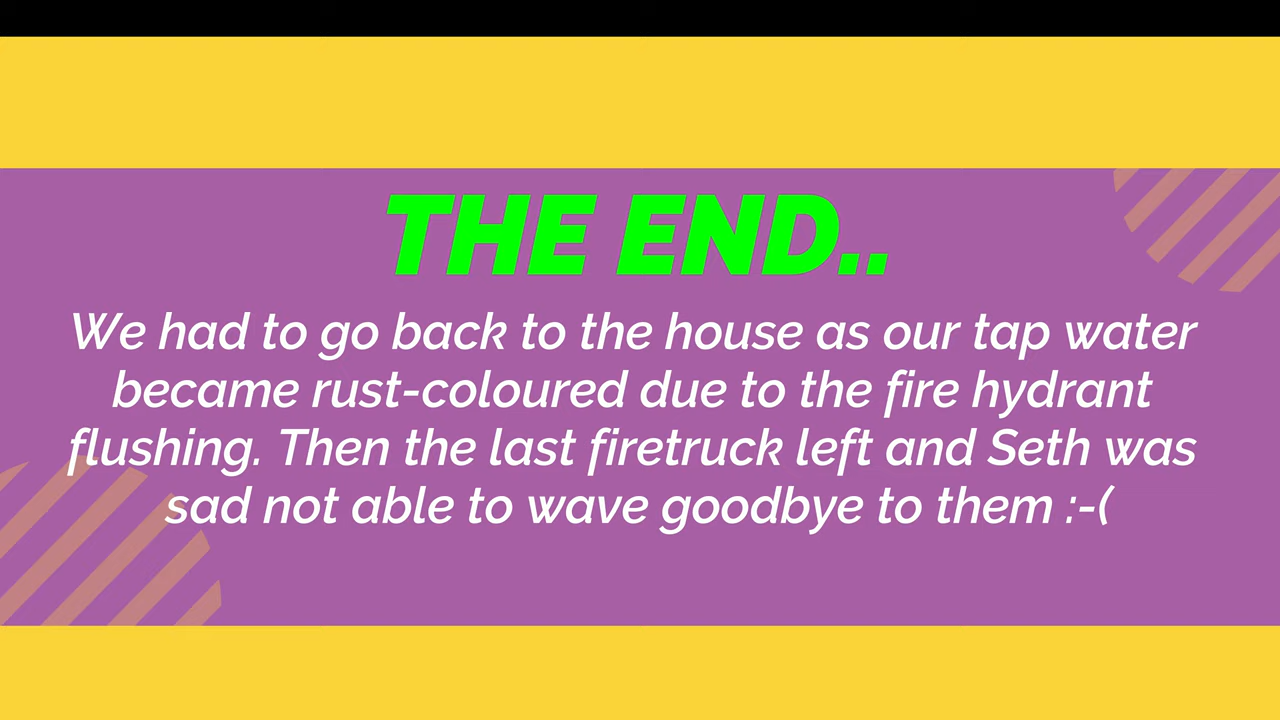 THE END..
We had to go back to the house as our tap water
became rust-coloured due to the fire hydrant
flushing. Then the last firetruck left and Seth was
sad not able to wave goodbye to them :-(